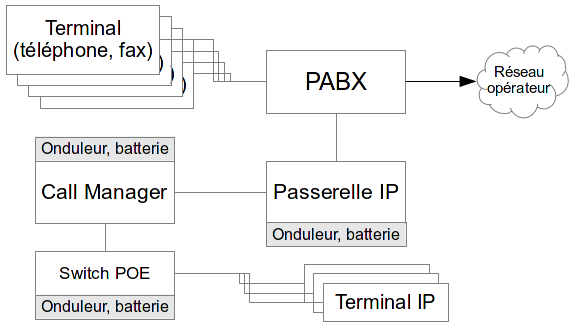 Terminal
(téléphone, fax)
)
)
PABX
Réseau
opérateur
Onduleur, batterie
Call Manager
Passerelle IP
Onduleur, batterie
Switch POE
Onduleur, batterie
Terminal IP